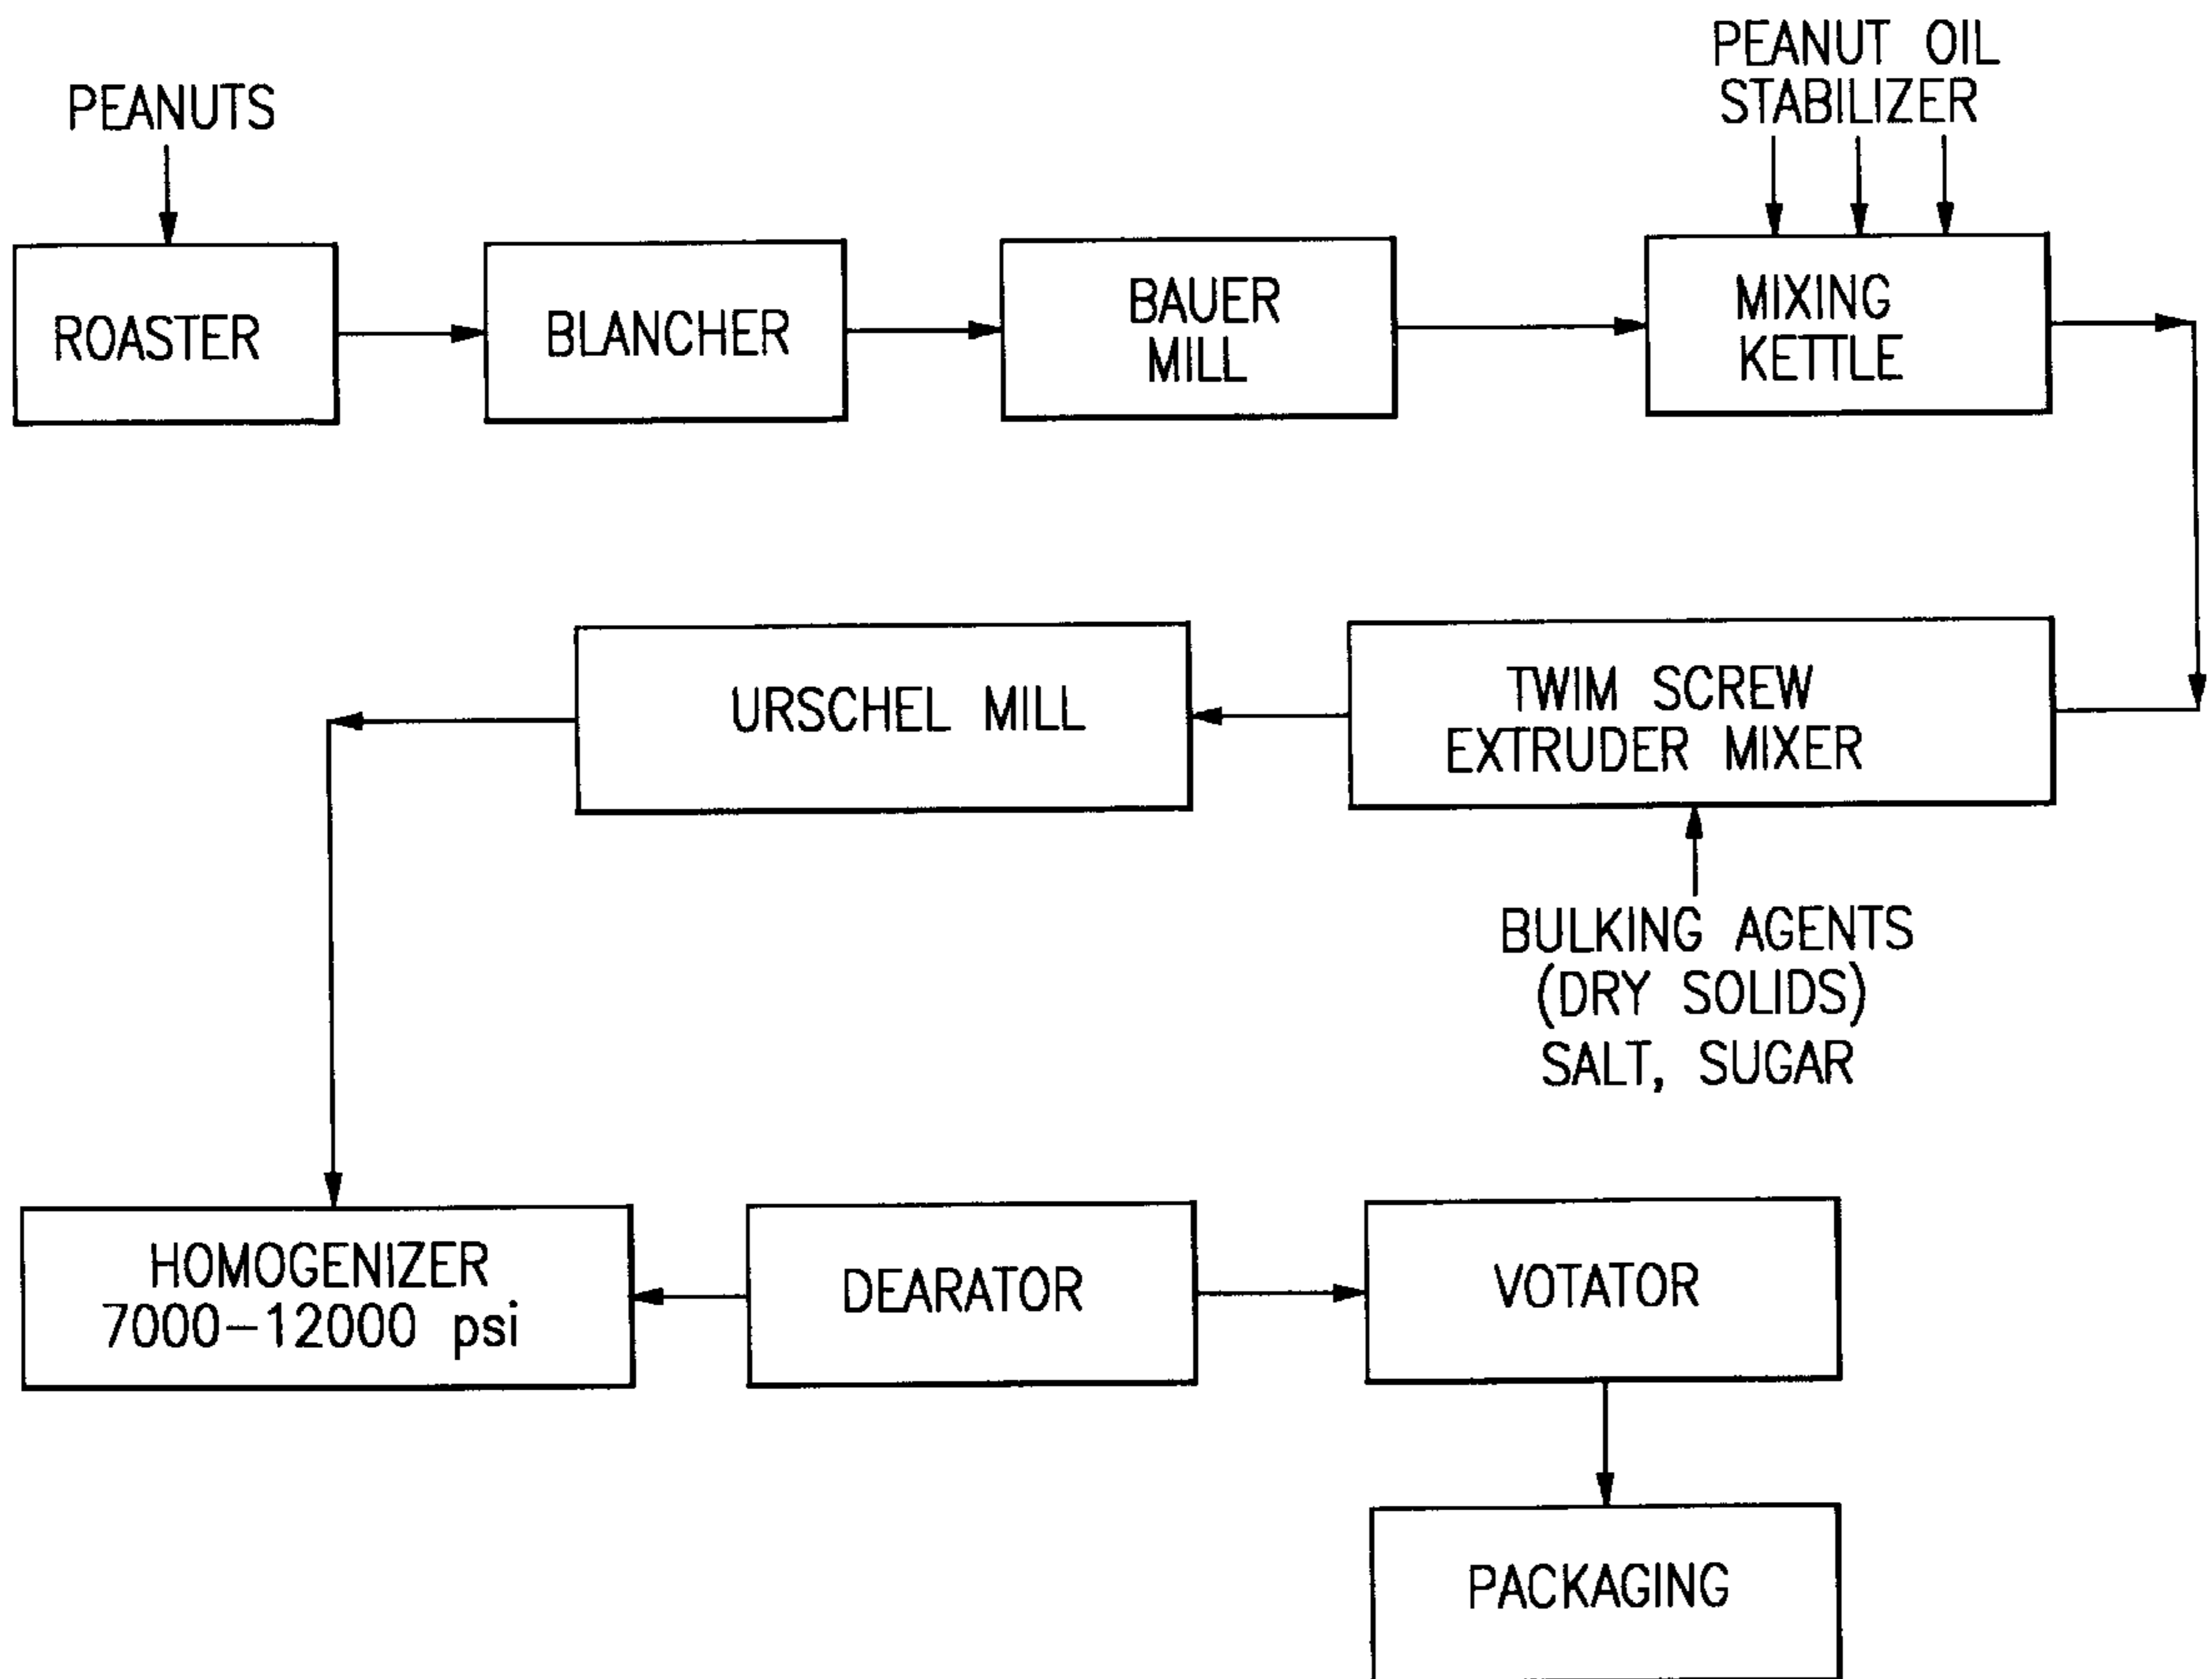 PEANUTS
PEANUT OIL
STABILIZER
ROASTER
BLANCHER
BAUER
MILL
MIXING
KETTLE
URSCHEL MILL
TWIM SCREW
EXTRUDER MIXER
BULKING AGENTS
(DRY SOLIDS)
SALT, SUGAR
HOMOGENIZER
7000-12000 psi
DEARATOR
VOTATOR
PACKAGING